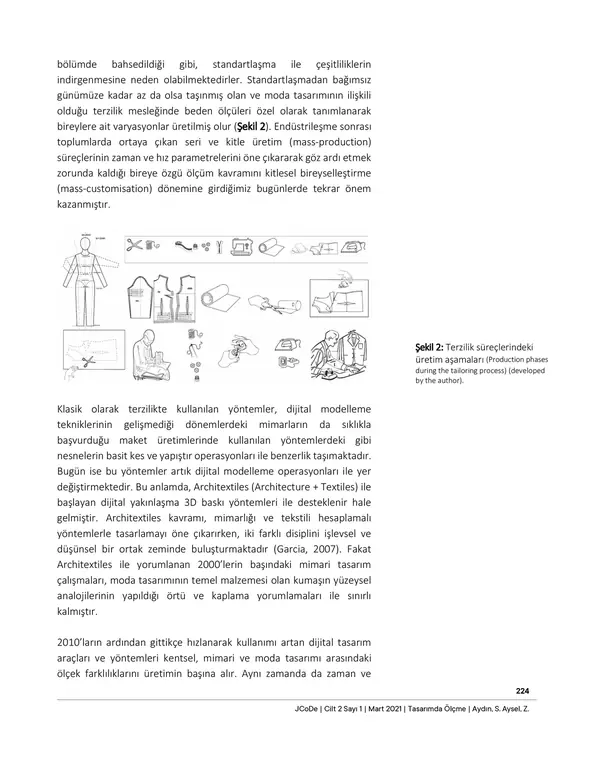 bölümde bahsedildiği gibi, standartlaşma ile çeşitliliklerin
indirgenmesine neden olabilmektedirler. Standartlaşmadan bağımsız
günümüze kadar az da olsa taşınmış olan ve moda tasarımının ilişkili
olduğu terzilik mesleğinde beden ölçüleri özel olarak tanımlanarak
bireylere ait varyasyonlar üretilmiş olur (Şekil 2). Endüstrileşme sonrası
toplumlarda ortaya çıkan seri ve kitle üretim (mass-production)
süreçlerinin zaman ve hız parametrelerini öne çıkararak göz ardı etmek
zorunda kaldığı bireye özgü ölçüm kavramını kitlesel bireyselleştirme
(mass-customisation) dönemine girdiğimiz bugünlerde tekrar önem
kazanmıştır.
Şekil 2: Terzilik süreçlerindeki
üretim aşamaları (Production phases
during the tailoring process) (developed
by the author).
Klasik olarak terzilikte kullanılan yöntemler, dijital modelleme
tekniklerinin gelişmediği dönemlerdeki mimarların da sıklıkla
başvurduğu maket üretimlerinde kullanılan yöntemlerdeki gibi
nesnelerin basit kes ve yapıştır operasyonları ile benzerlik taşımaktadır.
Bugün ise bu yöntemler artık dijital modelleme operasyonları ile yer
değiştirmektedir. Bu anlamda, Architextiles (Architecture + Textiles) ile
başlayan dijital yakınlaşma 3D baskı yöntemleri ile desteklenir hale
gelmiştir. Architextiles kavramı, mimarlığı ve tekstili hesaplamalı
yöntemlerle tasarlamayı öne çıkarırken, iki farklı disiplini işlevsel ve
düşünsel bir ortak zeminde buluşturmaktadır (Garcia, 2007). Fakat
Architextiles ile yorumlanan 2000’lerin başındaki mimari tasarım
çalışmaları, moda tasarımının temel malzemesi olan kumaşın yüzeysel
analojilerinin yapıldığı örtü ve kaplama yorumlamaları ile sınırlı
kalmıştır.
2010’ların ardından gittikçe hızlanarak kullanımı artan dijital tasarım
araçları ve yöntemleri kentsel, mimari ve moda tasarımı arasındaki
ölçek farklılıklarını üretimin başına alır. Aynı zamanda da zaman ve
224
JCoDe | Cilt 2 Sayı 1 | Mart 2021 | Tasarımda Ölçme | Aydın, S. Aysel, Z.